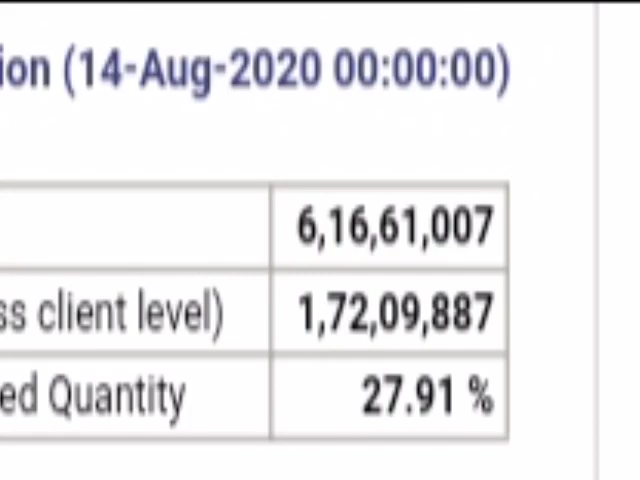 ion (14-Aug-2020 00:00:00)
6,16,61,007
ss client level) 1,72,09,887
ed Quantity 27.91 %